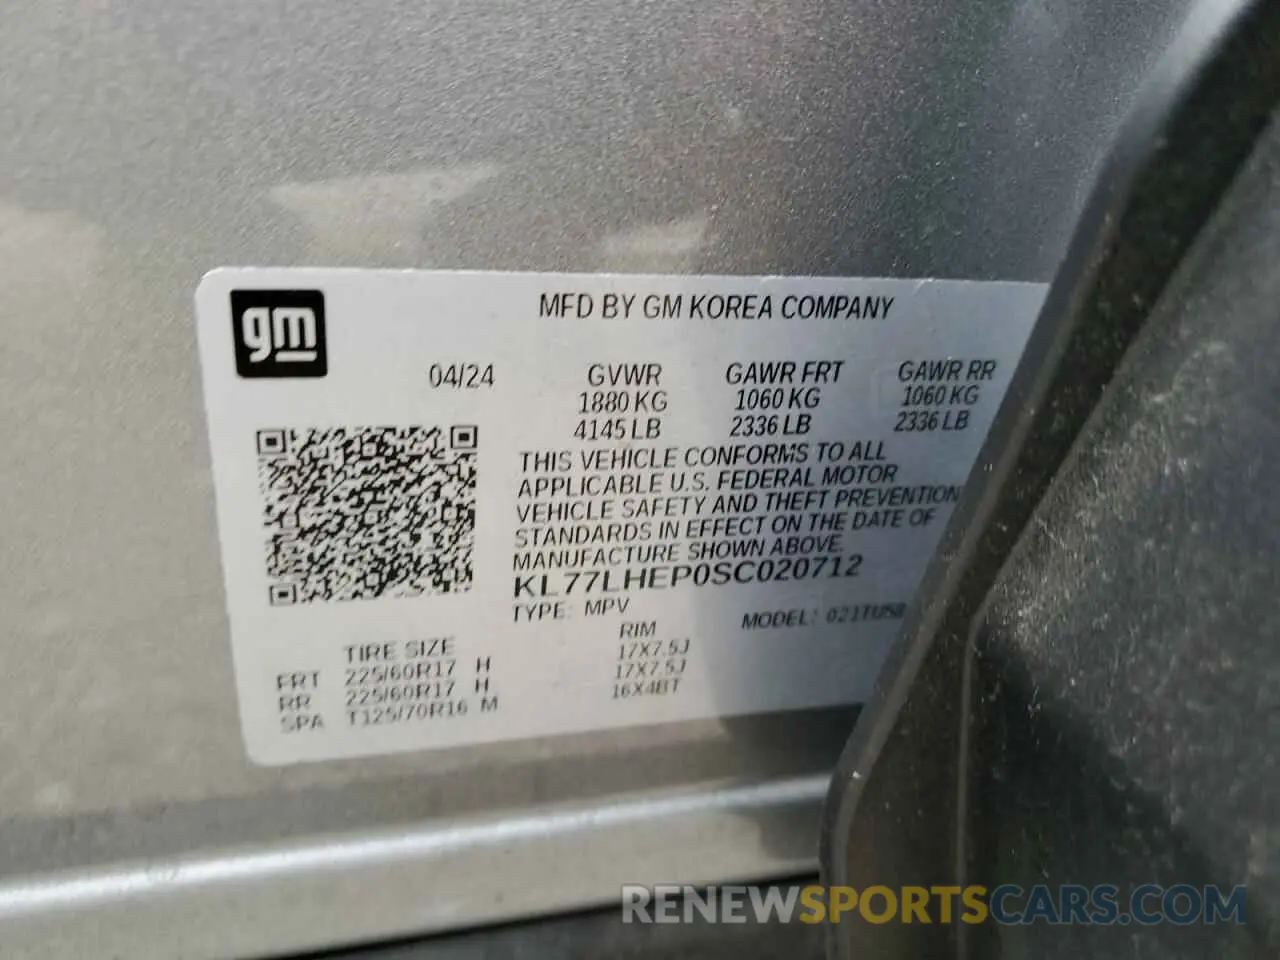 gm
MFD BY GM KOREA COMPANY
04/24 GVWR GAWR FRT GAWR RR
1880 KG 1060 KG 1060 KG
4145 LB 2336 LB 2336 LB
THIS VEHICLE CONFORMS TO ALL
APPLICABLE U.S. FEDERAL MOTOR
VEHICLE SAFETY AND THEFT PREVENTION
STANDARDS IN EFFECT ON THE DATE OF
MANUFACTURE SHOWN ABOVE.
KL77LHEP0SC020712
TYPE: MPV MODEL:
TIRE SIZE RIM
FRT 225/60R17 H 17X7.5J
RR 225/60R17 H 17X7.5J
SPA T125/70R16 M 16X4BT
RENEWSPORTSCARS.COM